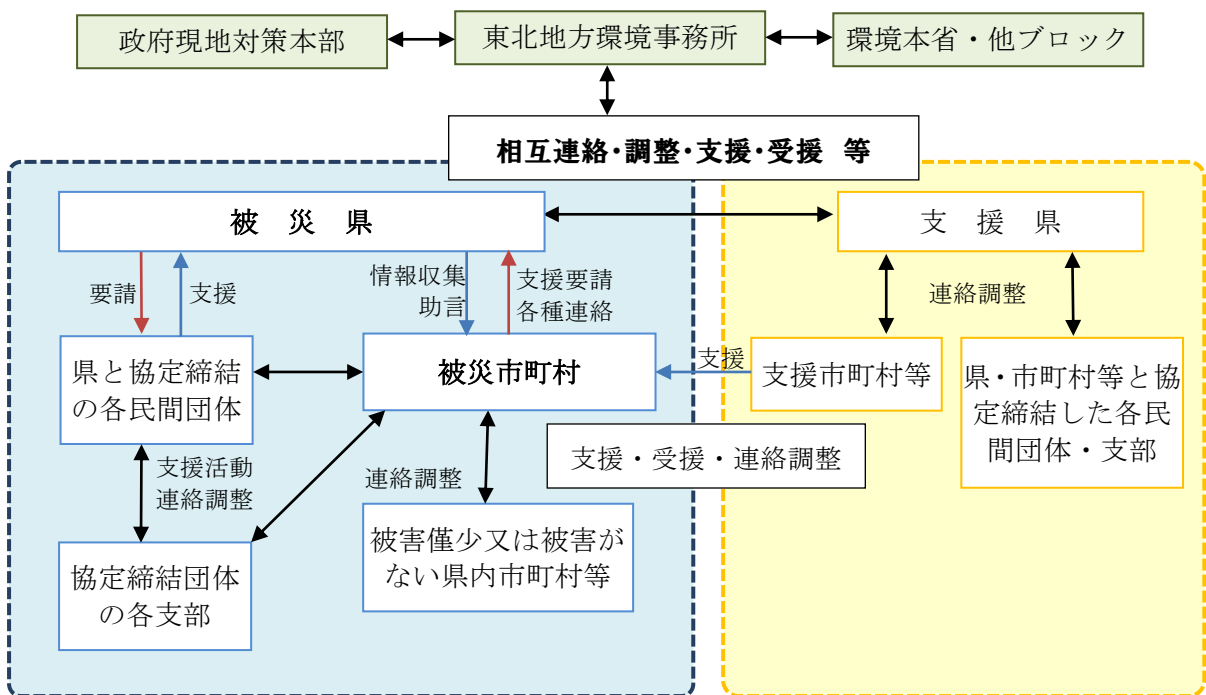 政府現地対策本部
東北地方環境事務所
環境本省・他ブロック
相互連絡・調整・支援・受援 等
被 災 県
支 援 県
要請
支援
情報収集
助言
支援要請
各種連絡
連絡調整
県と協定締結
の各民間団体
被災市町村
支援
支援市町村等
県・市町村等と協
定締結した各民
間団体・支部
支援活動
連絡調整
連絡調整
支援・受援・連絡調整
協定締結団体
の各支部
被害僅少又は被害が
ない県内市町村等